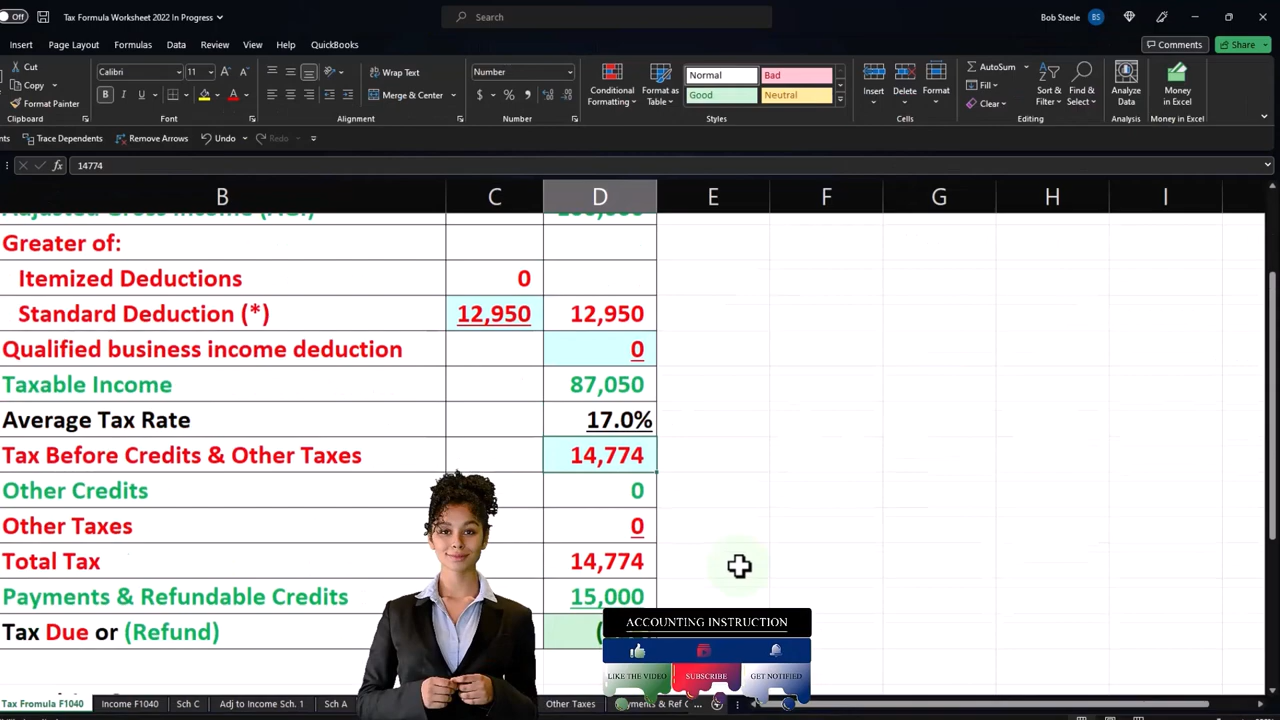 Off
Tax Formula Worksheet 2022 In Progress
Search
Bob Steele
BS
Insert
Page Layout
Formulas
Data
Review
View
Help
QuickBooks
Comments
Share
Cut
Copy
Format Painter
Clipboard
Calibri
11
Font
Wrap Text
Merge & Center
Alignment
Number
Number
Conditional Formatting
Format as Table
Normal
Bad
Good
Neutral
Styles
Insert
Delete
Format
Cells
AutoSum
Fill
Clear
Sort & Filter
Find & Select
Editing
Analyze Data
Analysis
Money in Excel
Money in Excel
Trace Dependents
Remove Arrows
Undo
Redo
fx
14774
B C D E F G H I
Greater of:
Itemized Deductions 0
Standard Deduction (*) 12,950 12,950
Qualified business income deduction 0
Taxable Income 87,050
Average Tax Rate 17.0%
Tax Before Credits & Other Taxes 14,774
Other Credits 0
Other Taxes 0
Total Tax 14,774
Payments & Refundable Credits 15,000
Tax Due or (Refund)
ACCOUNTING INSTRUCTION
LIKE THE VIDEO
SUBSCRIBE
GET NOTIFIED
Tax Fromula F1040
Income F1040
Sch C
Adj to Income Sch. 1
Sch A
Other Taxes